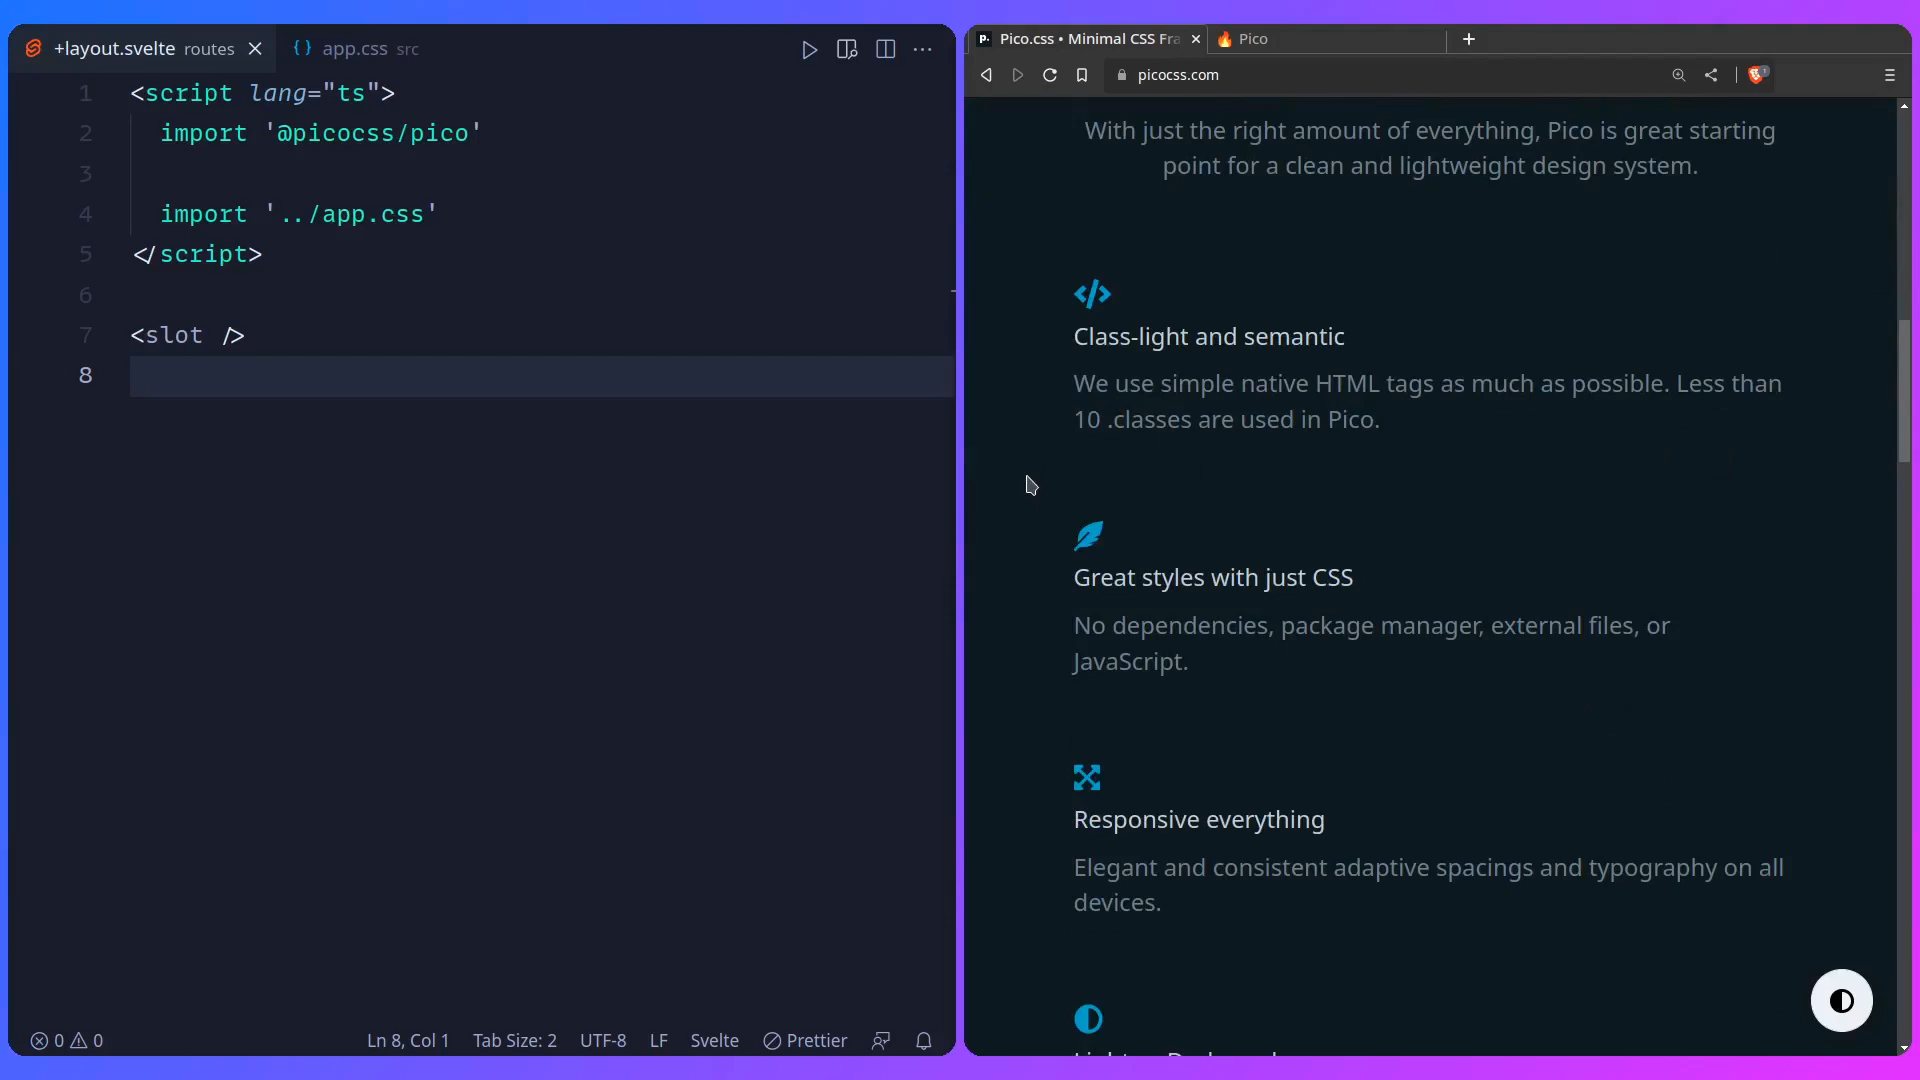 +layout.svelte routes
app.css src
1 <script lang="ts">
2 import '@picocss/pico'
3
4 import '../app.css'
5 </script>
6
7 <slot />
8
0 0
Ln 8, Col 1
Tab Size: 2
UTF-8
LF
Svelte
Prettier
Pico.css • Minimal CSS Fra
Pico
picocss.com
With just the right amount of everything, Pico is great starting
point for a clean and lightweight design system.
Class-light and semantic
We use simple native HTML tags as much as possible. Less than
10 .classes are used in Pico.
Great styles with just CSS
No dependencies, package manager, external files, or
JavaScript.
Responsive everything
Elegant and consistent adaptive spacings and typography on all
devices.